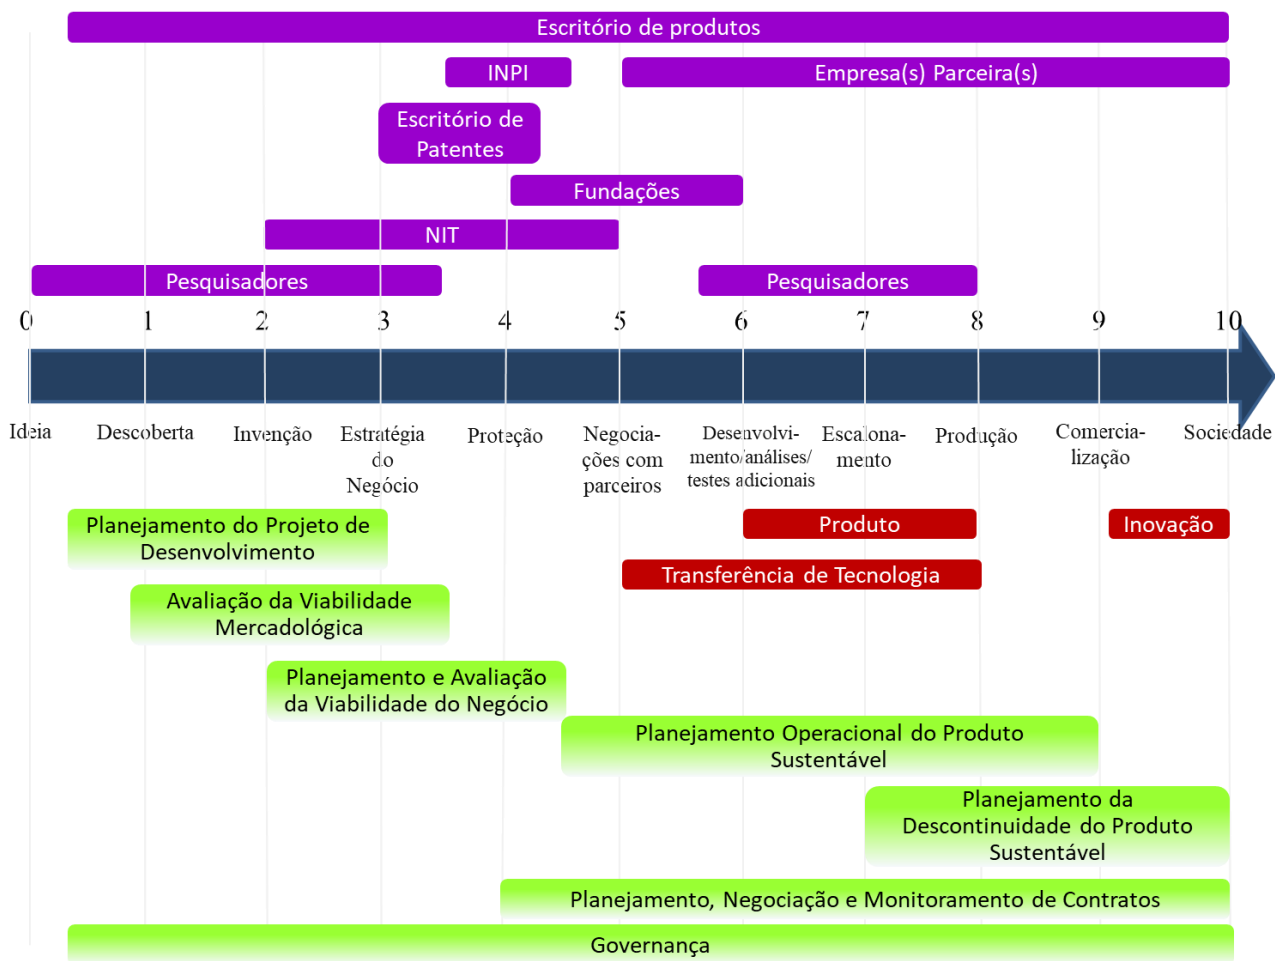 Escritório de produtos
INPI
Empresa(s) Parceira(s)
Escritório de
Patentes
Fundações
NIT
Pesquisadores
Pesquisadores
0 1 2 3 4 5 6 7 8 9 10
Ideia
Descoberta
Invenção
Estratégia
do
Negócio
Proteção
Negocia-
ções com
parceiros
Desenvolvi-
mento/análises/
testes adicionais
Escalona-
mento
Produção
Comercia-
lização
Sociedade
Planejamento do Projeto de
Desenvolvimento
Produto
Inovação
Transferência de Tecnologia
Avaliação da Viabilidade
Mercadológica
Planejamento e Avaliação
da Viabilidade do Negócio
Planejamento Operacional do Produto
Sustentável
Planejamento da
Descontinuidade do Produto
Sustentável
Planejamento, Negociação e Monitoramento de Contratos
Governança